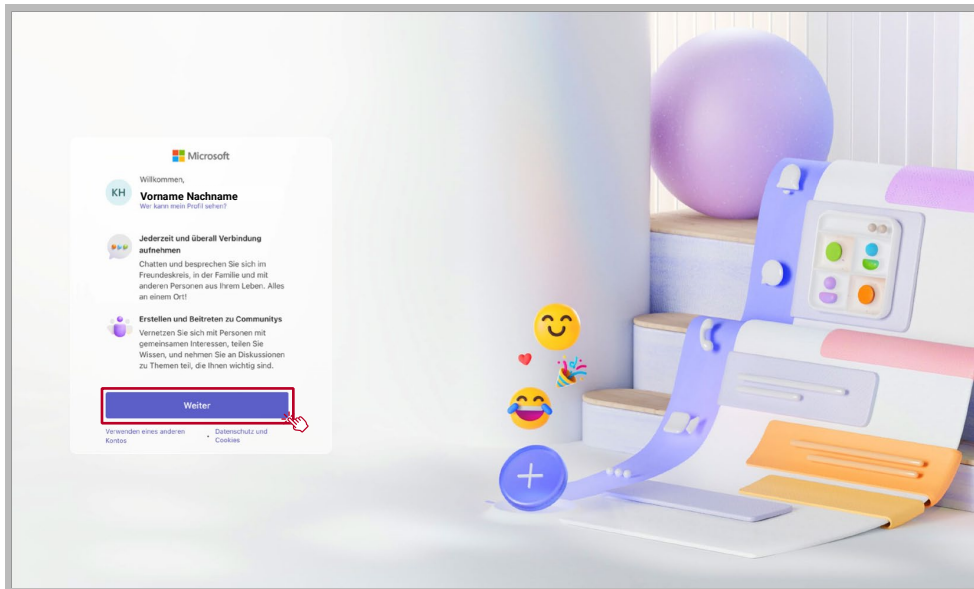 Microsoft
Willkommen,
KH
Vorname Nachname
Wer kann mein Profil sehen?
Jederzeit und überall Verbindung
aufnehmen
Chatten und besprechen Sie sich im
Freundeskreis, in der Familie und mit
anderen Personen aus Ihrem Leben. Alles
an einem Ort!
Erstellen und Beitreten zu Communitys
Vernetzen Sie sich mit Personen mit
gemeinsamen Interessen, teilen Sie
Wissen, und nehmen Sie an Diskussionen
zu Themen teil, die Ihnen wichtig sind.
Weiter
Verwenden eines anderen
Kontos
Datenschutz und
Cookies